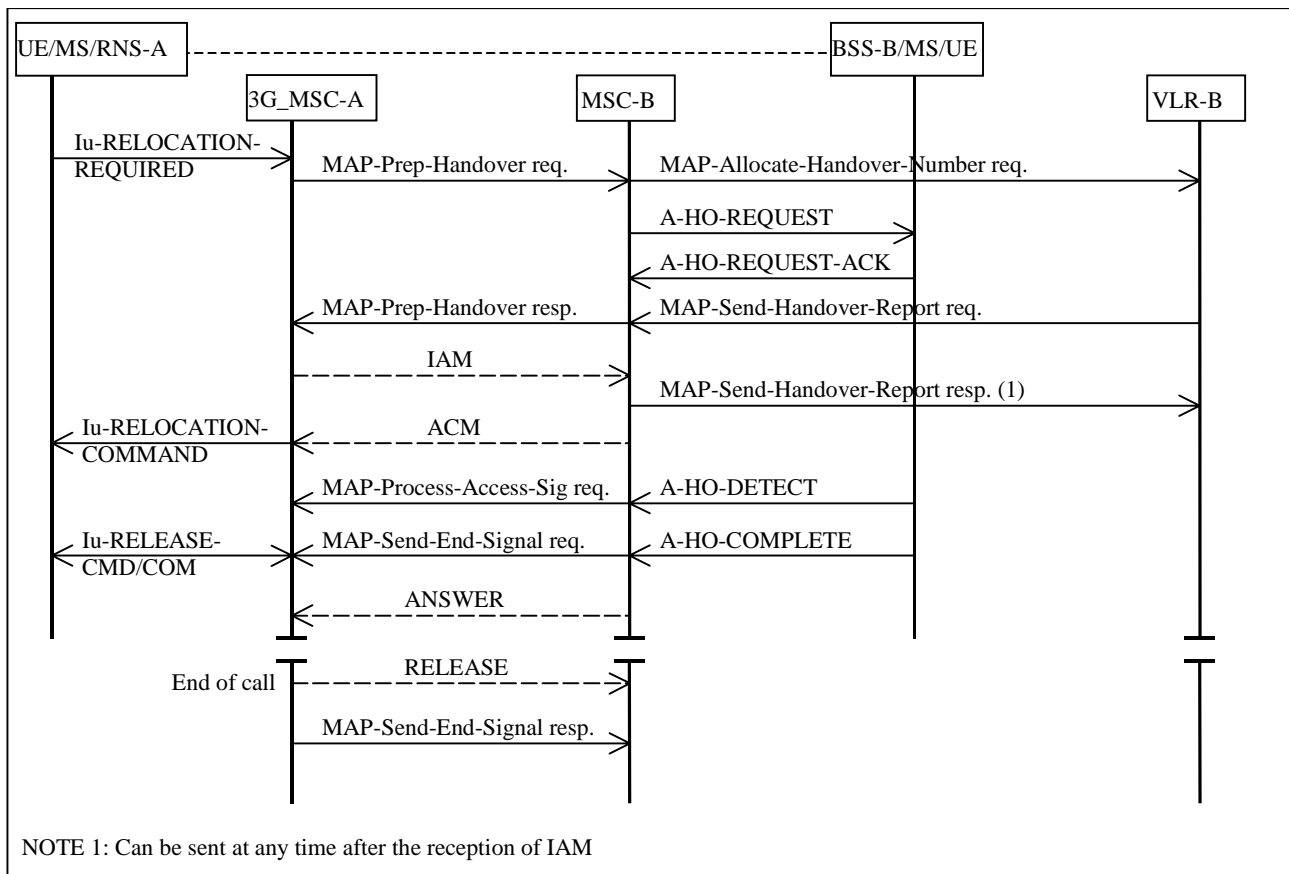 UE/MS/RNS-A
BSS-B/MS/UE
3G_MSC-A
MSC-B
VLR-B
Iu-RELOCATION-
REQUIRED
MAP-Prep-Handover req.
MAP-Allocate-Handover-Number req.
A-HO-REQUEST
A-HO-REQUEST-ACK
MAP-Prep-Handover resp.
MAP-Send-Handover-Report req.
IAM
MAP-Send-Handover-Report resp. (1)
Iu-RELOCATION-
COMMAND
ACM
MAP-Process-Access-Sig req.
A-HO-DETECT
Iu-RELEASE-
CMD/COM
MAP-Send-End-Signal req.
A-HO-COMPLETE
ANSWER
RELEASE
End of call
MAP-Send-End-Signal resp.
NOTE 1: Can be sent at any time after the reception of IAM